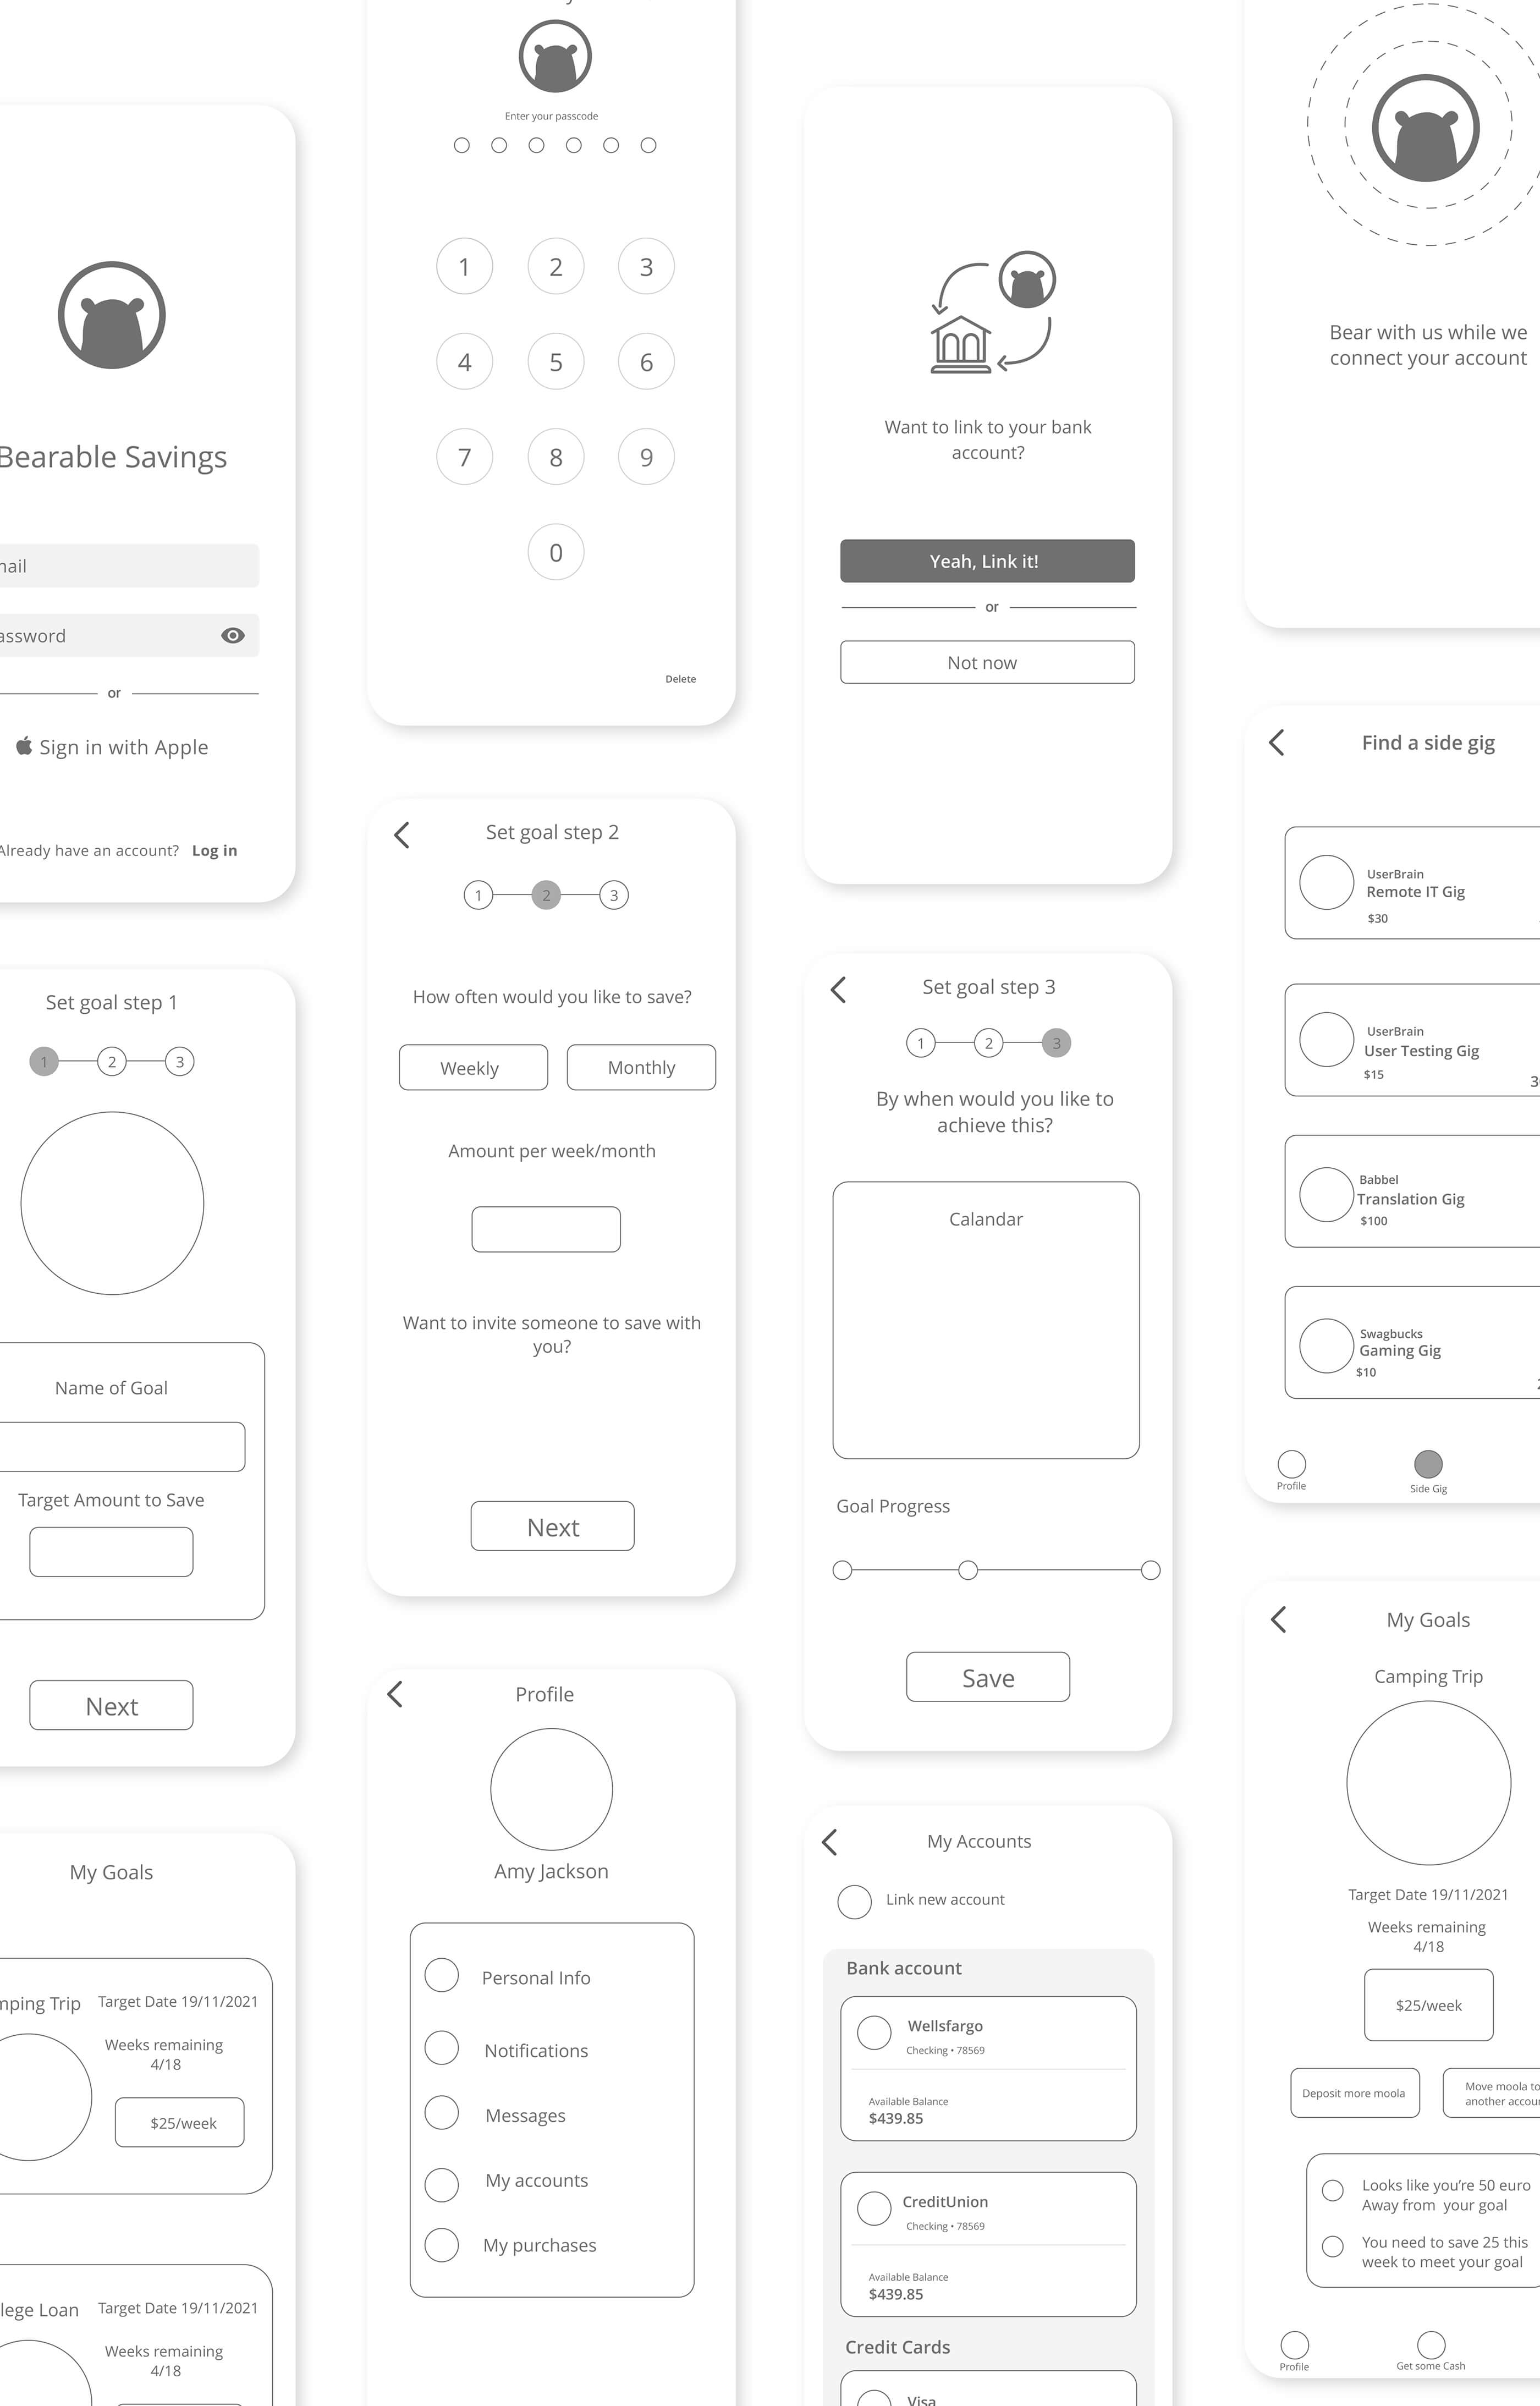 Bearable Savings
or
Sign in with Apple
Already have an account? Log in
Set goal step 1
1
2
3
Name of Goal
Target Amount to Save
Next
My Goals
Target Date 19/11/2021
Trip
Weeks remaining
4/18
$25/week
Loan
Target Date 19/11/2021
Weeks remaining
4/18
Enter your passcode
1 2 3
4 5 6
7 8 9
0
Delete
Set goal step 2
1
2
3
How often would you like to save?
Weekly
Monthly
Amount per week/month
Want to invite someone to save with
you?
Next
Profile
Amy Jackson
Personal Info
Notifications
Messages
My accounts
My purchases
Want to link to your bank
account?
Yeah, Link it!
or
Not now
Set goal step 3
1
2
3
By when would you like to
achieve this?
Calandar
Goal Progress
Save
My Accounts
Link new account
Bank account
Wellsfargo
Checking • 78569
Available Balance
$439.85
CreditUnion
Checking • 78569
Available Balance
$439.85
Credit Cards
Visa
Bear with us while we
connect your account
Find a side gig
UserBrain
Remote IT Gig
$30
UserBrain
User Testing Gig
$15
Babbel
Translation Gig
$100
Swagbucks
Gaming Gig
$10
Profile
Side Gig
My Goals
Camping Trip
Target Date 19/11/2021
Weeks remaining
4/18
$25/week
Deposit more moola
Move moola to
another
Looks like you’re 50 euro
Away from your goal
You need to save 25 this
week to meet your goal
Profile
Get some Cash